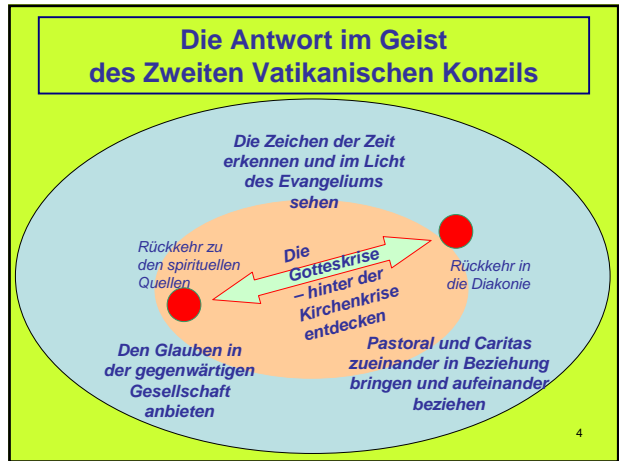 Die Antwort im Geist
des Zweiten Vatikanischen Konzils
Die Zeichen der Zeit
erkennen und im Licht
des Evangeliums
sehen
Rückkehr zu
den spirituellen
Quellen
Die
Gotteskrise
– hinter der
Kirchenkrise
entdecken
Rückkehr in
die Diakonie
Den Glauben in
der gegenwärtigen
Gesellschaft
anbieten
Pastoral und Caritas
zueinander in Beziehung
bringen und aufeinander
beziehen
4